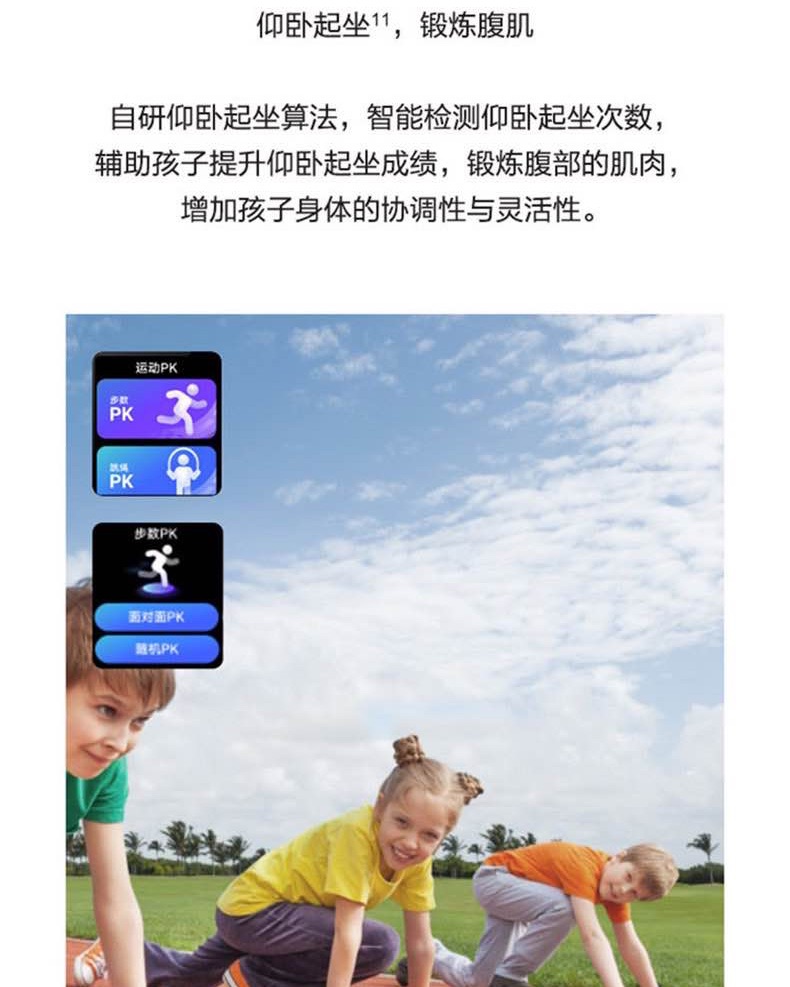 仰卧起坐¹¹，锻炼腹肌
自研仰卧起坐算法，智能检测仰卧起坐次数，
辅助孩子提升仰卧起坐成绩，锻炼腹部的肌肉，
增加孩子身体的协调性与灵活性。
运动PK
步数
PK
跳绳
PK
步数PK
面对面PK
随机PK